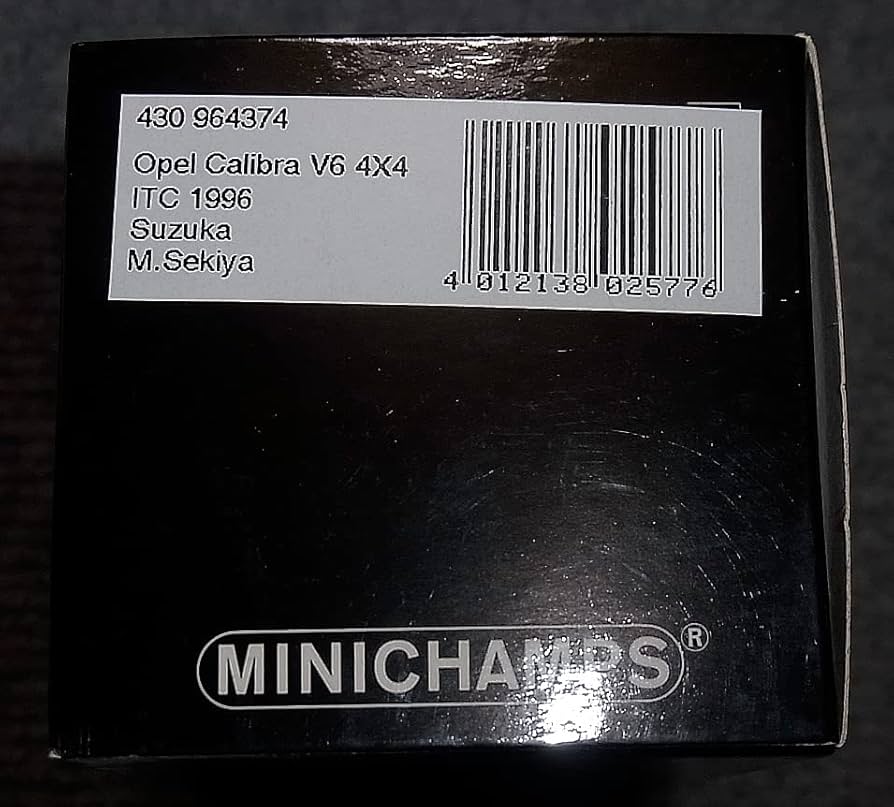 430 964374
Opel Calibra V6 4X4
ITC 1996
Suzuka
M.Sekiya
4 012138 025776
MINICHAMPS®